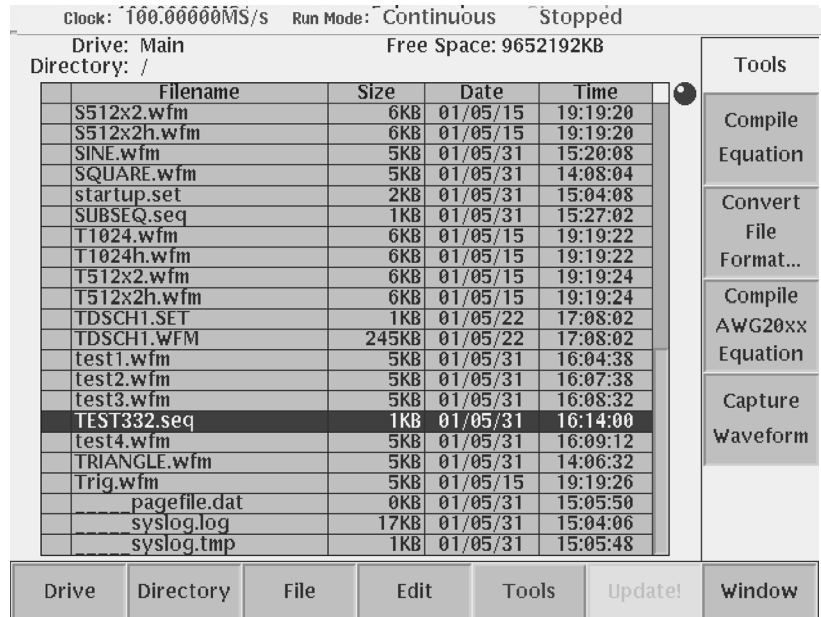 Clock: 100.00000MS/s Run Mode: Continuous Stopped
Drive: Main Free Space: 9652192KB
Directory: /
Filename Size Date Time
S512x2.wfm 6KB 01/05/15 19:19:20
S512x2h.wfm 6KB 01/05/15 19:19:20
SINE.wfm 5KB 01/05/31 15:20:08
SQUARE.wfm 5KB 01/05/31 14:08:04
startup.set 2KB 01/05/31 15:04:08
SUBSEQ.seq 1KB 01/05/31 15:27:02
T1024.wfm 6KB 01/05/15 19:19:22
T1024h.wfm 6KB 01/05/15 19:19:22
T512x2.wfm 6KB 01/05/15 19:19:24
T512x2h.wfm 6KB 01/05/15 19:19:24
TDSCH1.SET 1KB 01/05/22 17:08:02
TDSCH1.WFM 245KB 01/05/22 17:08:02
test1.wfm 5KB 01/05/31 16:04:38
test2.wfm 5KB 01/05/31 16:07:38
test3.wfm 5KB 01/05/31 16:08:32
TEST332.seq 1KB 01/05/31 16:14:00
test4.wfm 5KB 01/05/31 16:09:12
TRIANGLE.wfm 5KB 01/05/31 14:06:32
Trig.wfm 5KB 01/05/15 19:19:26
_____pagefile.dat 0KB 01/05/31 15:05:50
_____syslog.log 17KB 01/05/31 15:04:06
_____syslog.tmp 1KB 01/05/31 15:05:48
Tools
Compile
Equation
Convert
File
Format...
Compile
AWG20xx
Equation
Capture
Waveform
Drive Directory File Edit Tools Update! Window